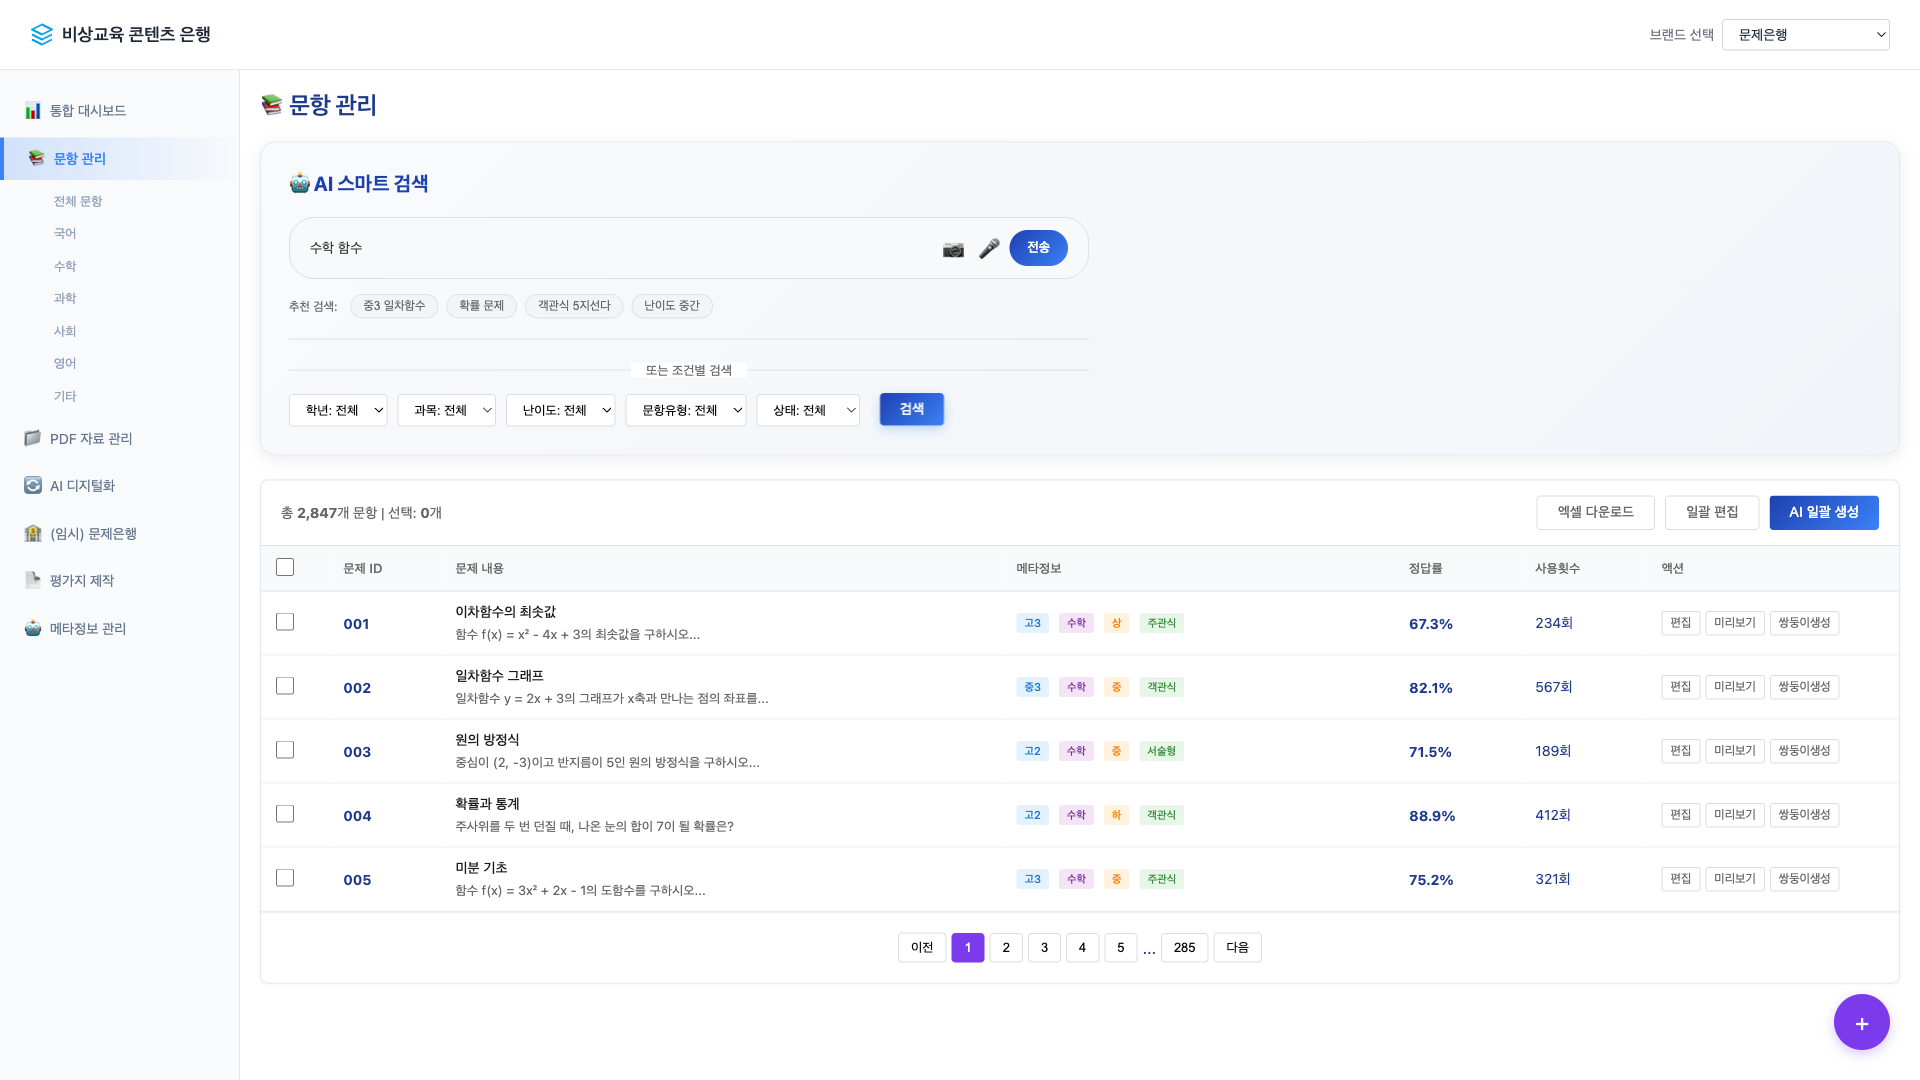 비상교육 콘텐츠 은행
브랜드 선택 문제은행
통합 대시보드
문항 관리
전체 문항
국어
수학
과학
사회
영어
기타
PDF 자료 관리
AI 디지털화
(임시) 문제은행
평가지 제작
메타정보 관리
문항 관리
AI 스마트 검색
수학 함수 전송
추천 검색: 중3 일차함수 확률 문제 객관식 5지선다 난이도 중간
또는 조건별 검색
학년: 전체 과목: 전체 난이도: 전체 문항유형: 전체 상태: 전체 검색
총 2,847개 문항 | 선택: 0개 엑셀 다운로드 일괄 편집 AI 일괄 생성
문제 ID 문제 내용 메타정보 정답률 사용횟수 액션
001 이차함수의 최솟값 고3 수학 상 주관식 67.3% 234회 편집 미리보기 쌍둥이생성
함수 f(x) = x² - 4x + 3의 최솟값을 구하시오...
002 일차함수 그래프 중3 수학 중 객관식 82.1% 567회 편집 미리보기 쌍둥이생성
일차함수 y = 2x + 3의 그래프가 x축과 만나는 점의 좌표를...
003 원의 방정식 고2 수학 중 서술형 71.5% 189회 편집 미리보기 쌍둥이생성
중심이 (2, -3)이고 반지름이 5인 원의 방정식을 구하시오...
004 확률과 통계 고2 수학 하 객관식 88.9% 412회 편집 미리보기 쌍둥이생성
주사위를 두 번 던질 때, 나온 눈의 합이 7이 될 확률은?
005 미분 기초 고3 수학 중 주관식 75.2% 321회 편집 미리보기 쌍둥이생성
함수 f(x) = 3x² + 2x - 1의 도함수를 구하시오...
이전 1 2 3 4 5 ... 285 다음
+